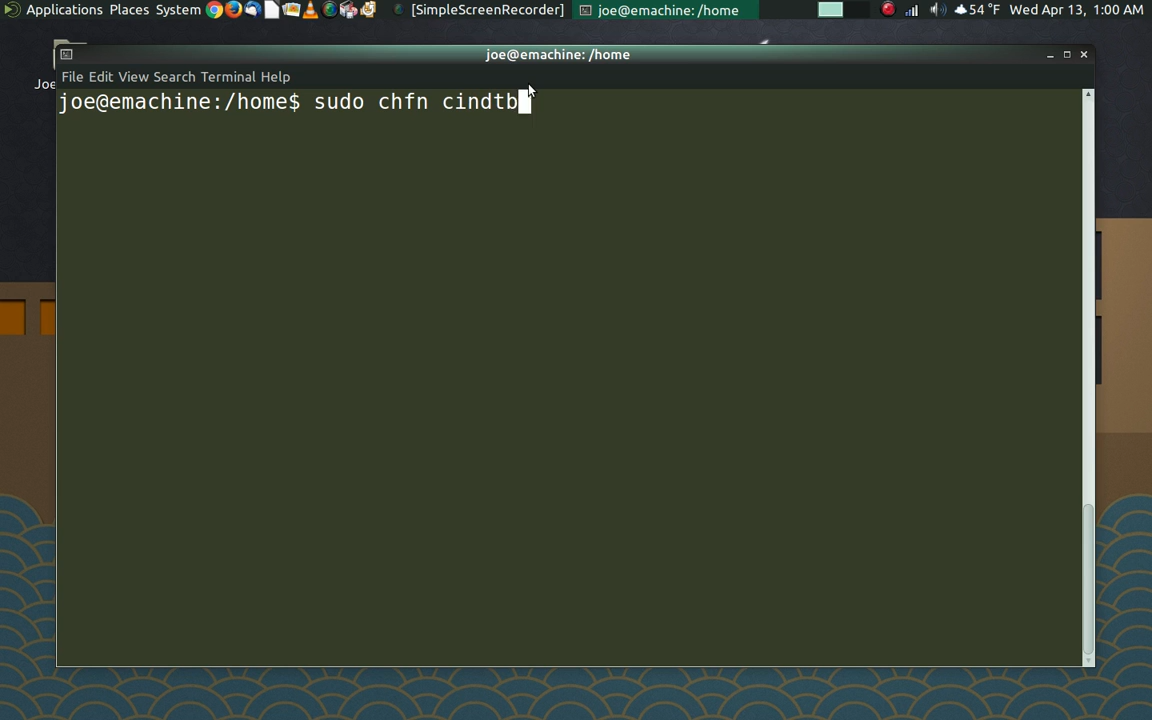 Applications Places System [SimpleScreenRecorder] joe@emachine: /home 54 °F Wed Apr 13, 1:00 AM
joe@emachine: /home
Joe
File Edit View Search Terminal Help
joe@emachine:/home$ sudo chfn cindtb